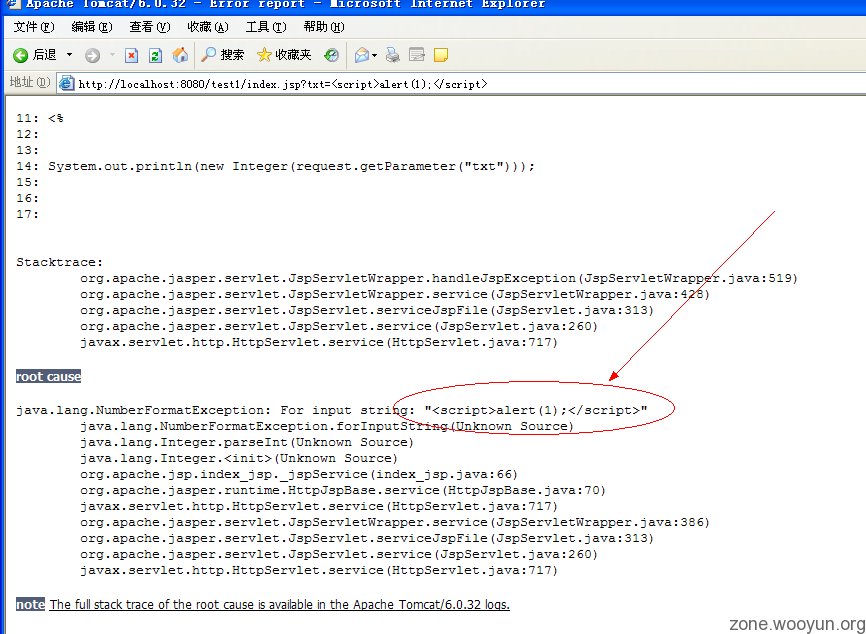 Apache Tomcat/6.0.32 - Error report - Microsoft Internet Explorer
文件(F) 编辑(E) 查看(V) 收藏(A) 工具(T) 帮助(H)
后退 搜索 收藏夹
地址(D) http://localhost:8080/test1/index.jsp?txt=<script>alert(1);</script>
11: <%
12:
13:
14: System.out.println(new Integer(request.getParameter("txt")));
15:
16:
17:
Stacktrace:
org.apache.jasper.servlet.JspServletWrapper.handleJspException(JspServletWrapper.java:519)
org.apache.jasper.servlet.JspServletWrapper.service(JspServletWrapper.java:428)
org.apache.jasper.servlet.JspServlet.serviceJspFile(JspServlet.java:313)
org.apache.jasper.servlet.JspServlet.service(JspServlet.java:260)
javax.servlet.http.HttpServlet.service(HttpServlet.java:717)
root cause
java.lang.NumberFormatException: For input string: "<script>alert(1);</script>"
java.lang.NumberFormatException.forInputString(Unknown Source)
java.lang.Integer.parseInt(Unknown Source)
java.lang.Integer.<init>(Unknown Source)
org.apache.jsp.index_jsp._jspService(index_jsp.java:66)
org.apache.jasper.runtime.HttpJspBase.service(HttpJspBase.java:70)
javax.servlet.http.HttpServlet.service(HttpServlet.java:717)
org.apache.jasper.servlet.JspServletWrapper.service(JspServletWrapper.java:386)
org.apache.jasper.servlet.JspServlet.serviceJspFile(JspServlet.java:313)
org.apache.jasper.servlet.JspServlet.service(JspServlet.java:260)
javax.servlet.http.HttpServlet.service(HttpServlet.java:717)
note The full stack trace of the root cause is available in the Apache Tomcat/6.0.32 logs.
zone.wooyun.org